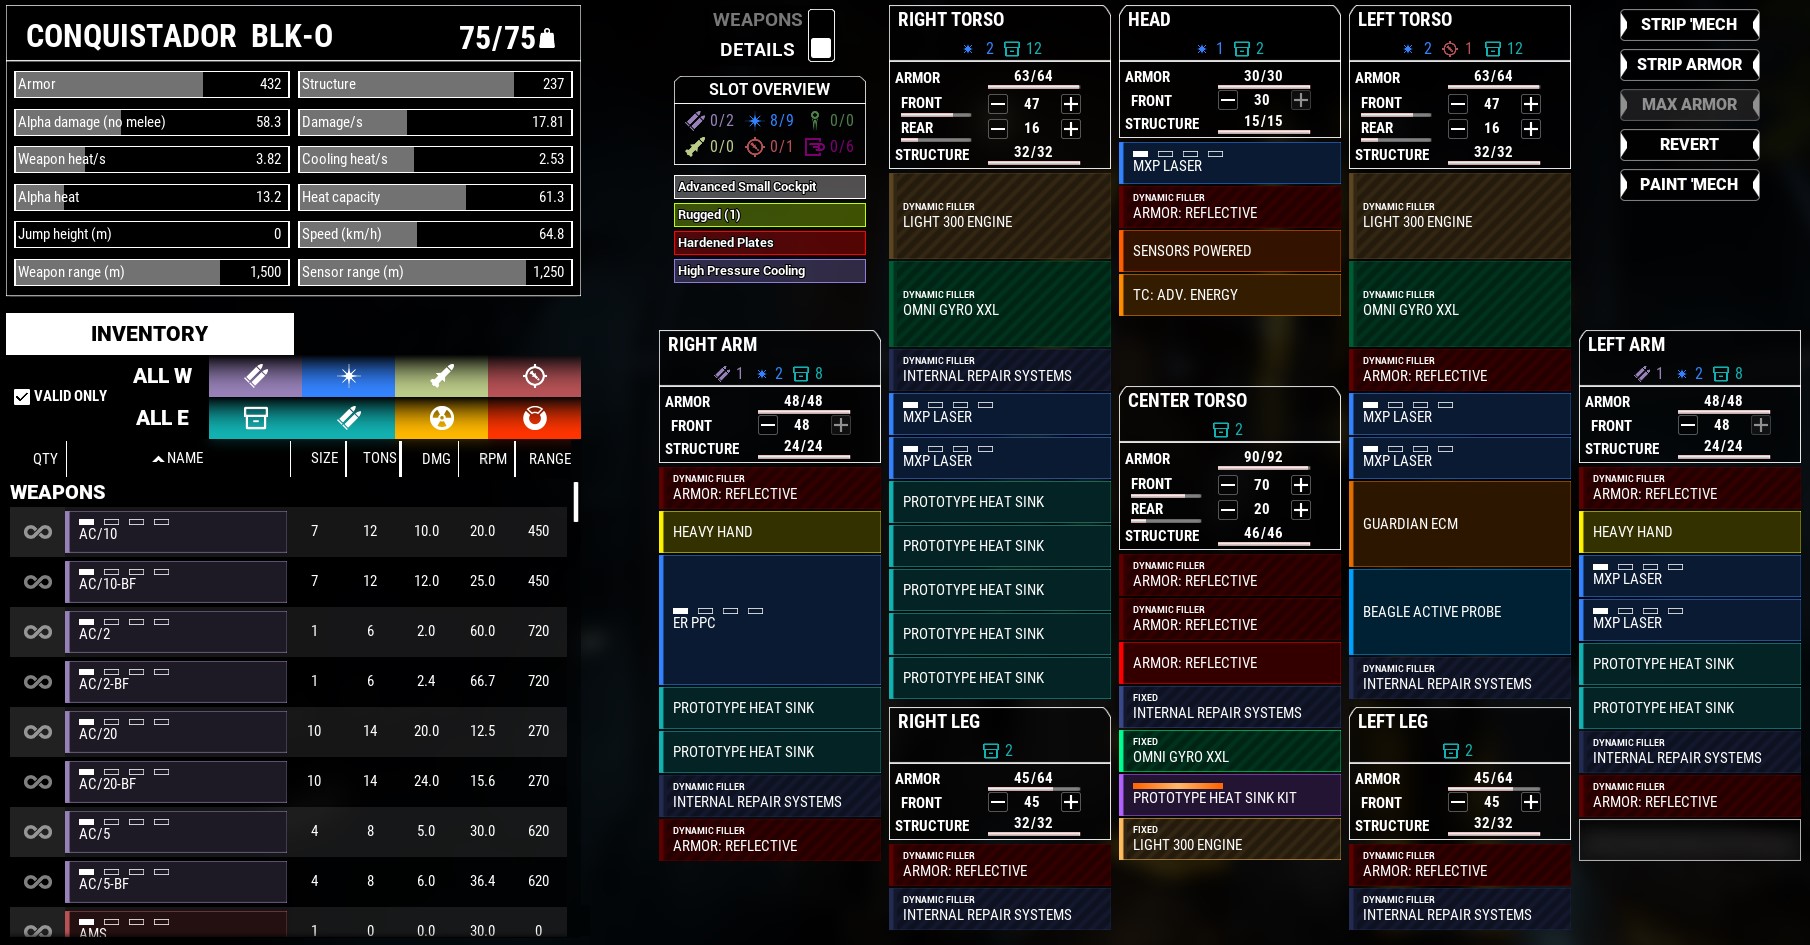 CONQUISTADOR BLK-O
75/75
Armor 432
Structure 237
Alpha damage (no melee) 58.3
Damage/s 17.81
Weapon heat/s 3.82
Cooling heat/s 2.53
Alpha heat 13.2
Heat capacity 61.3
Jump height (m) 0
Speed (km/h) 64.8
Weapon range (m) 1,500
Sensor range (m) 1,250
INVENTORY
ALL W
VALID ONLY
ALL E
QTY NAME SIZE TONS DMG RPM RANGE
WEAPONS
AC/10 7 12 10.0 20.0 450
AC/10-BF 7 12 12.0 25.0 450
AC/2 1 6 2.0 60.0 720
AC/2-BF 1 6 2.4 66.7 720
AC/20 10 14 20.0 12.5 270
AC/20-BF 10 14 24.0 15.6 270
AC/5 4 8 5.0 30.0 620
AC/5-BF 4 8 6.0 36.4 620
AMS 1 0 0.0 30.0 0
WEAPONS
DETAILS
SLOT OVERVIEW
0/2 8/9 0/0
0/0 0/1 0/6
Advanced Small Cockpit
Rugged (1)
Hardened Plates
High Pressure Cooling
RIGHT ARM
1 2 8
ARMOR 48/48
FRONT 48
STRUCTURE 24/24
DYNAMIC FILLER
ARMOR: REFLECTIVE
HEAVY HAND
ER PPC
PROTOTYPE HEAT SINK
PROTOTYPE HEAT SINK
DYNAMIC FILLER
INTERNAL REPAIR SYSTEMS
DYNAMIC FILLER
ARMOR: REFLECTIVE
RIGHT TORSO
2 12
ARMOR 63/64
FRONT 47
REAR 16
STRUCTURE 32/32
DYNAMIC FILLER
LIGHT 300 ENGINE
DYNAMIC FILLER
OMNI GYRO XXL
DYNAMIC FILLER
INTERNAL REPAIR SYSTEMS
MXP LASER
MXP LASER
PROTOTYPE HEAT SINK
PROTOTYPE HEAT SINK
PROTOTYPE HEAT SINK
PROTOTYPE HEAT SINK
PROTOTYPE HEAT SINK
RIGHT LEG
2
ARMOR 45/64
FRONT 45
STRUCTURE 32/32
DYNAMIC FILLER
ARMOR: REFLECTIVE
DYNAMIC FILLER
INTERNAL REPAIR SYSTEMS
HEAD
1 2
ARMOR 30/30
FRONT 30
STRUCTURE 15/15
MXP LASER
DYNAMIC FILLER
ARMOR: REFLECTIVE
SENSORS POWERED
TC: ADV. ENERGY
CENTER TORSO
2
ARMOR 90/92
FRONT 70
REAR 20
STRUCTURE 46/46
DYNAMIC FILLER
ARMOR: REFLECTIVE
DYNAMIC FILLER
ARMOR: REFLECTIVE
ARMOR: REFLECTIVE
FIXED
INTERNAL REPAIR SYSTEMS
FIXED
OMNI GYRO XXL
PROTOTYPE HEAT SINK KIT
FIXED
LIGHT 300 ENGINE
LEFT TORSO
2 1 12
ARMOR 63/64
FRONT 47
REAR 16
STRUCTURE 32/32
DYNAMIC FILLER
LIGHT 300 ENGINE
DYNAMIC FILLER
OMNI GYRO XXL
DYNAMIC FILLER
ARMOR: REFLECTIVE
MXP LASER
MXP LASER
GUARDIAN ECM
BEAGLE ACTIVE PROBE
DYNAMIC FILLER
INTERNAL REPAIR SYSTEMS
LEFT LEG
2
ARMOR 45/64
FRONT 45
STRUCTURE 32/32
DYNAMIC FILLER
ARMOR: REFLECTIVE
DYNAMIC FILLER
INTERNAL REPAIR SYSTEMS
STRIP 'MECH
STRIP ARMOR
MAX ARMOR
REVERT
PAINT 'MECH
LEFT ARM
1 2 8
ARMOR 48/48
FRONT 48
STRUCTURE 24/24
DYNAMIC FILLER
ARMOR: REFLECTIVE
HEAVY HAND
MXP LASER
MXP LASER
PROTOTYPE HEAT SINK
PROTOTYPE HEAT SINK
DYNAMIC FILLER
INTERNAL REPAIR SYSTEMS
DYNAMIC FILLER
ARMOR: REFLECTIVE